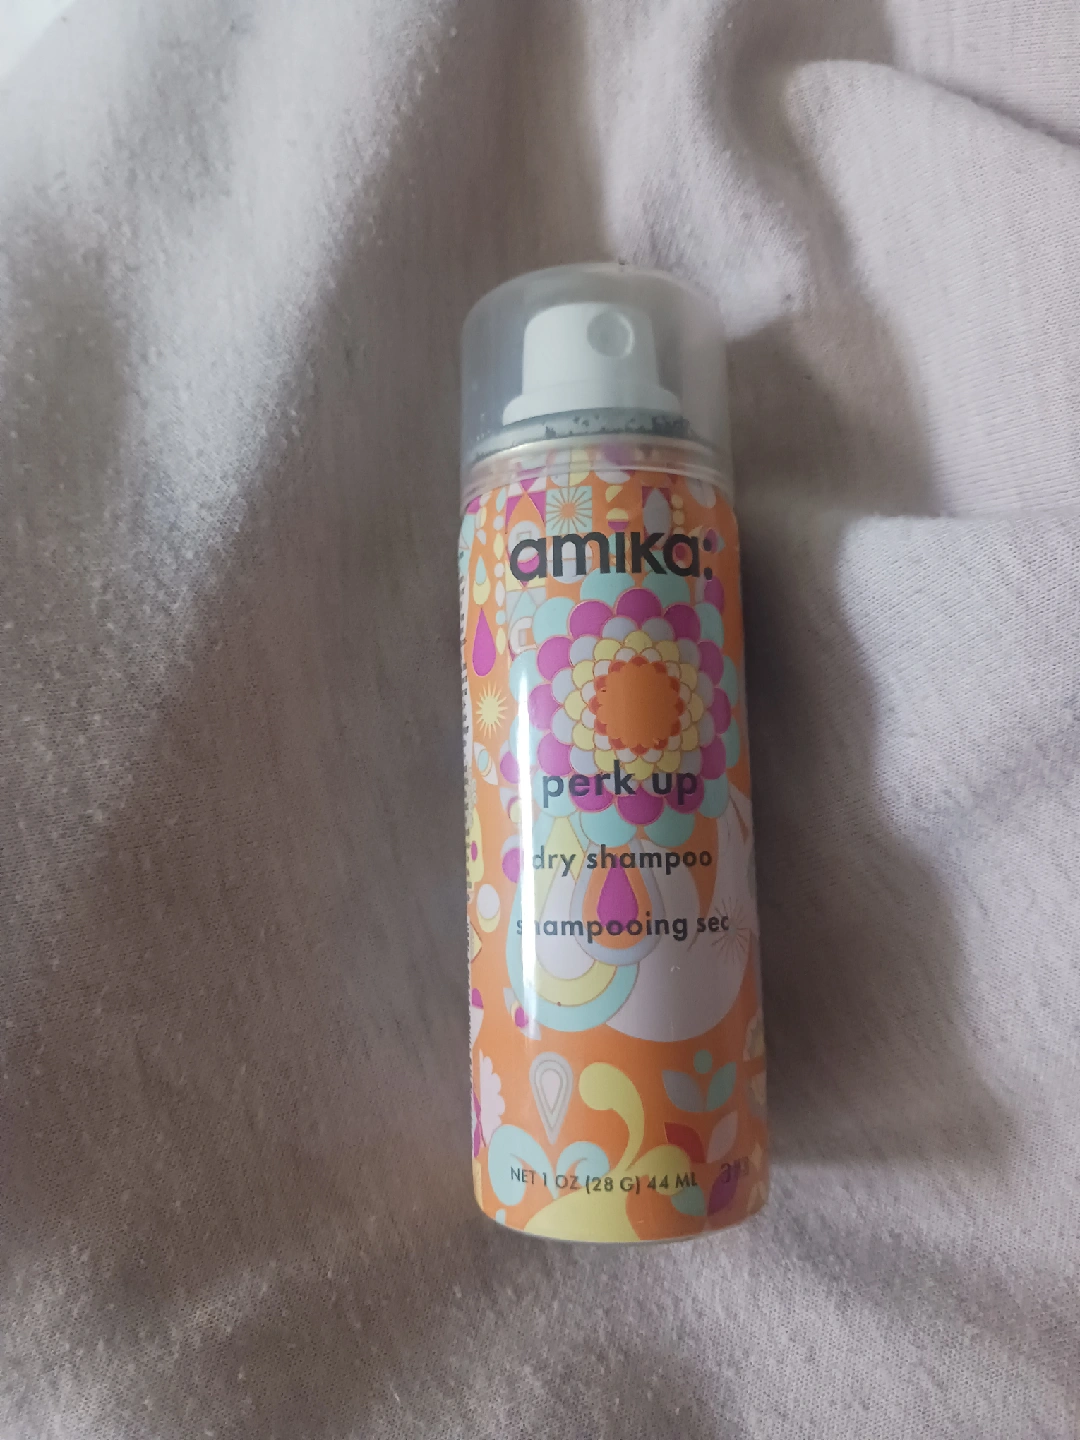 amika:
perk up
dry shampoo
shampooing sec
NET 1 OZ (28 G) 44 ML